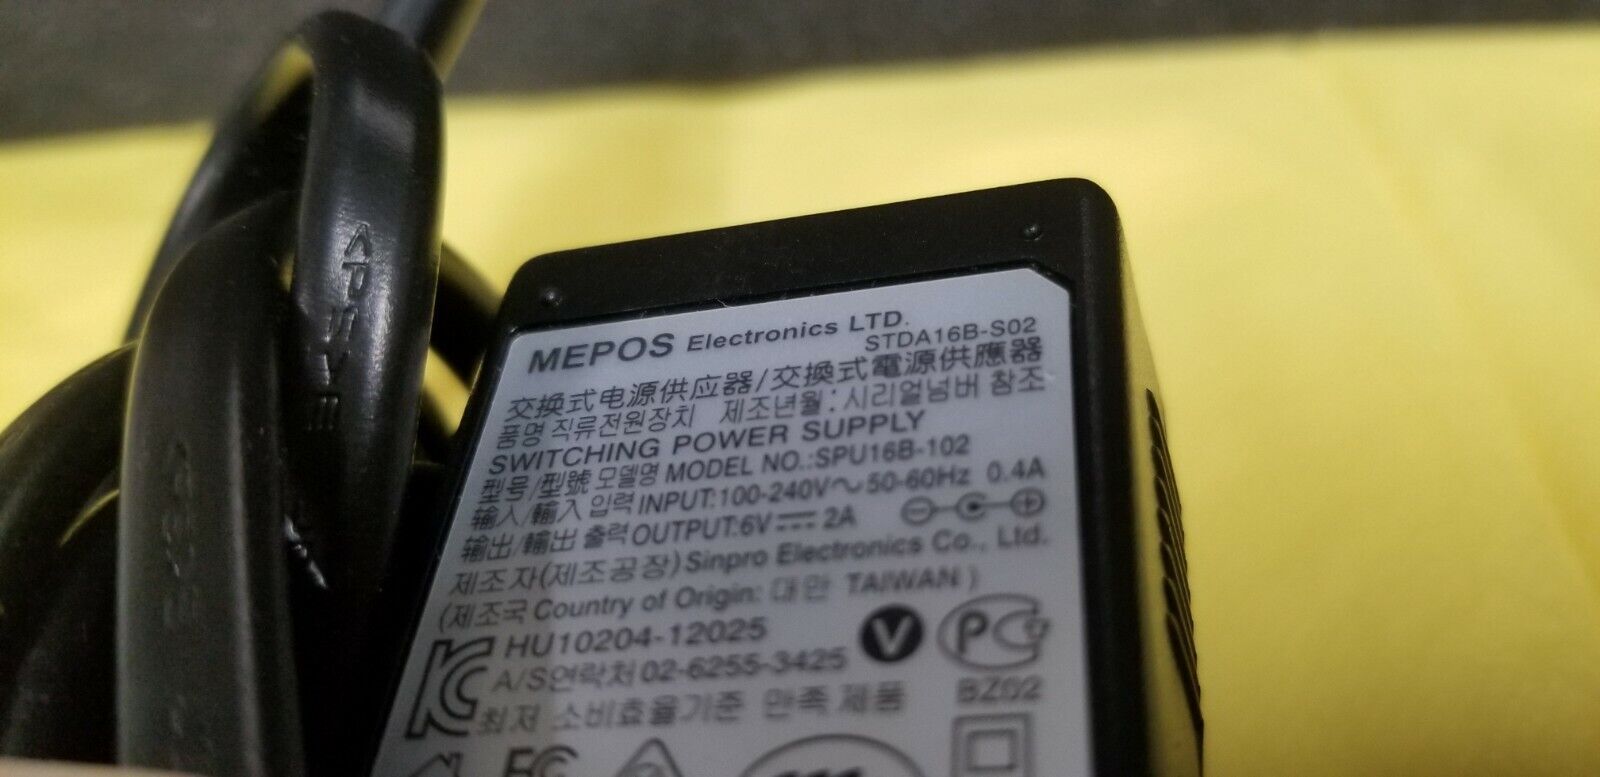 MEPOS Electronics LTD.
STDA16B-S02
交換式电源供应器/交換式電源供應器
품명 직류전원장치 제조년월: 시리얼넘버 참조
SWITCHING POWER SUPPLY
型号/型號 모델명 MODEL NO.:SPU16B-102
输入/輸入 입력 INPUT:100-240V～50-60Hz 0.4A
输出/輸出 출력 OUTPUT:6V⎓2A
제조자(제조공장) Sinpro Electronics Co., Ltd.
(제조국 Country of Origin: 대만 TAIWAN)
HU10204-12025
A/S연락처 02-6255-3425
최저 소비효율기준 만족 제품
V
BZ02
FC